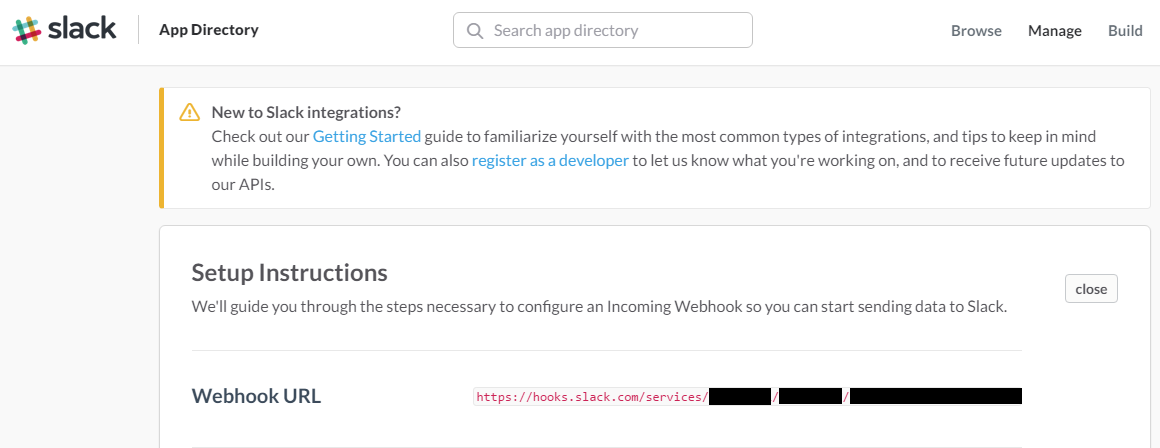 slack
App Directory
Search app directory
Browse
Manage
Build
New to Slack integrations?
Check out our Getting Started guide to familiarize yourself with the most common types of integrations, and tips to keep in mind
while building your own. You can also register as a developer to let us know what you're working on, and to receive future updates to
our APIs.
Setup Instructions
We'll guide you through the steps necessary to configure an Incoming Webhook so you can start sending data to Slack.
close
Webhook URL
https://hooks.slack.com/services/ / /